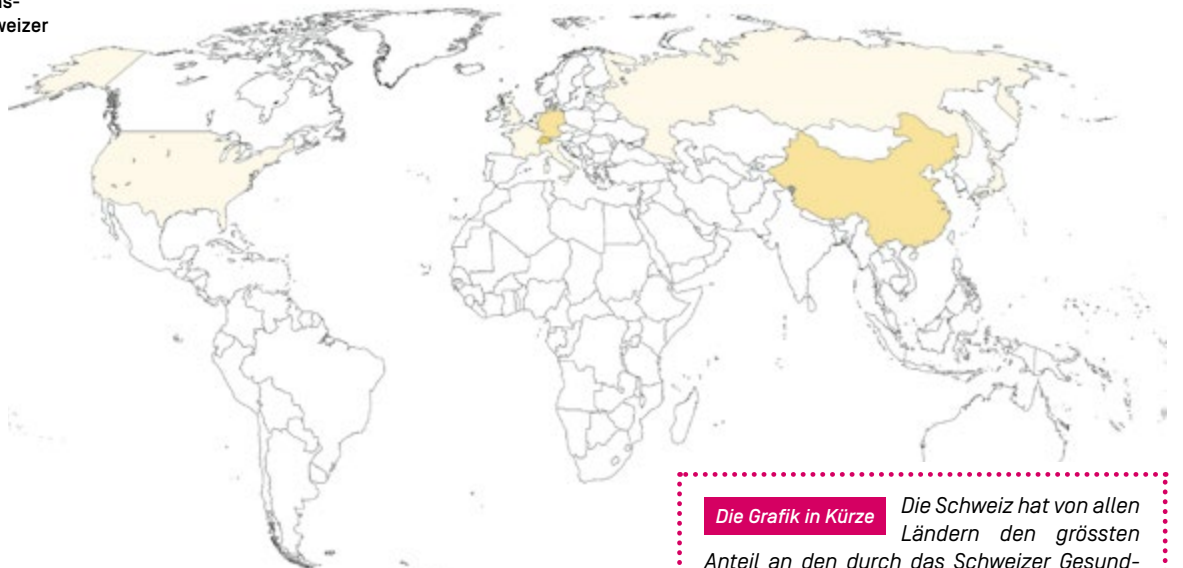 weizer
Die Grafik in Kürze
Die Schweiz hat von allen
Ländern den grössten
Anteil an den durch das Schweizer Gesund-